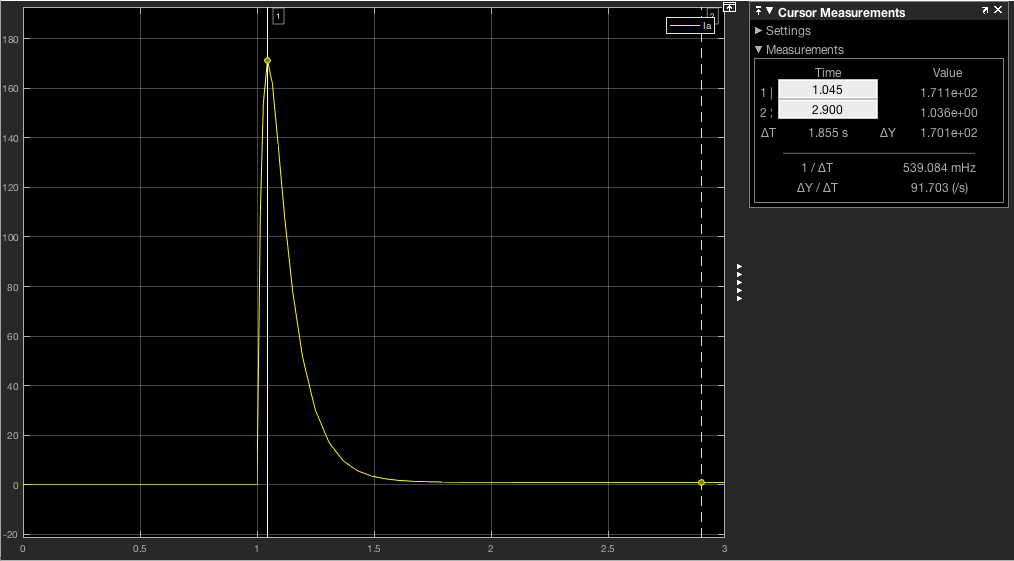 1
2
Ia
180
160
140
120
100
80
60
40
20
0
-20
0 0.5 1 1.5 2 2.5 3
Cursor Measurements
Settings
Measurements
Time Value
1 | 1.045 1.711e+02
2 ¦ 2.900 1.036e+00
ΔT 1.855 s ΔY 1.701e+02
1 / ΔT 539.084 mHz
ΔY / ΔT 91.703 (/s)